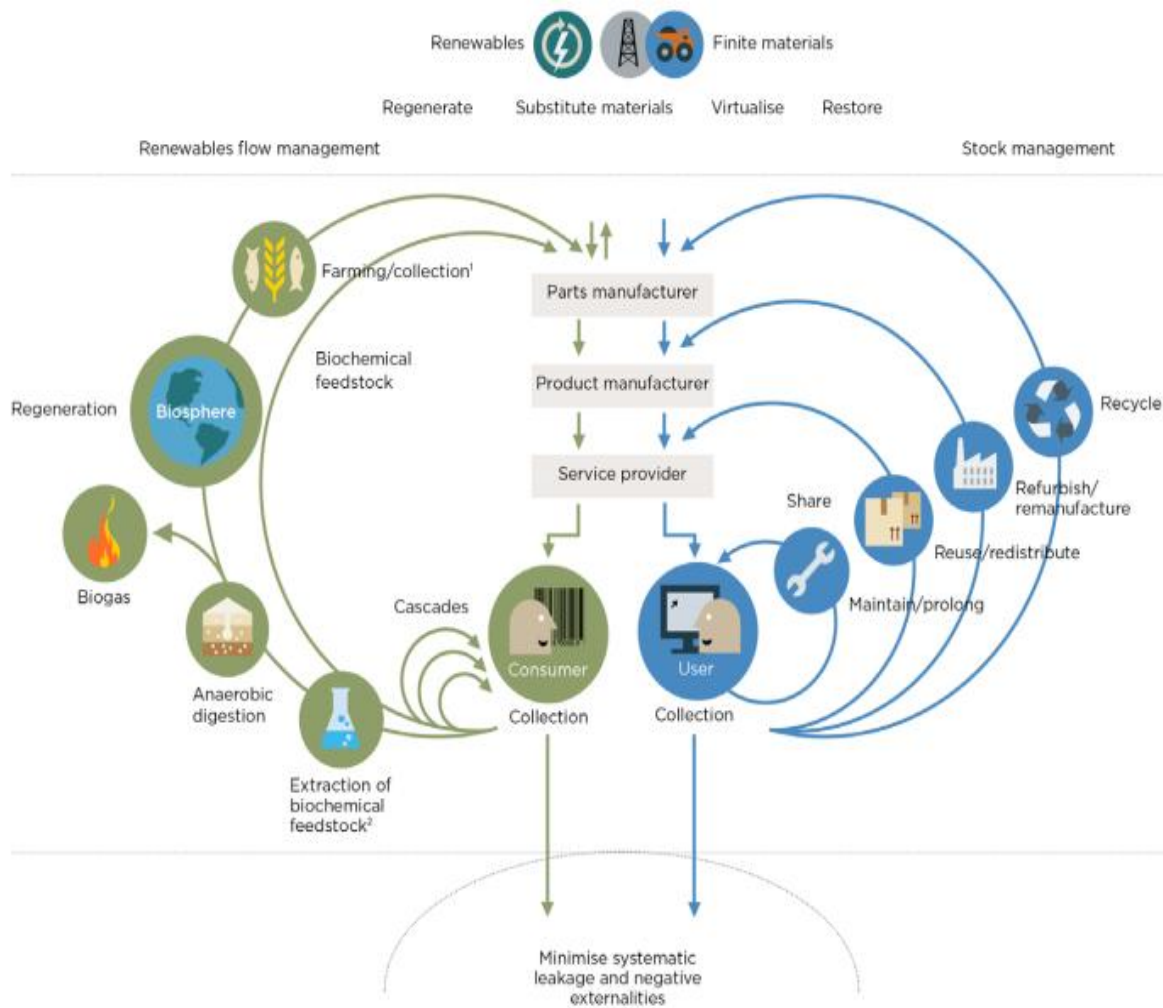 Renewables
Finite materials
Regenerate
Substitute materials
Virtualise
Restore
Renewables flow management
Stock management
Farming/collection¹
Parts manufacturer
Biochemical
feedstock
Product manufacturer
Regeneration
Biosphere
Recycle
Service provider
Share
Refurbish/
remanufacture
Reuse/redistribute
Biogas
Cascades
Maintain/prolong
Consumer
User
Anaerobic
digestion
Collection
Collection
Extraction of
biochemical
feedstock²
Minimise systematic
leakage and negative
externalities